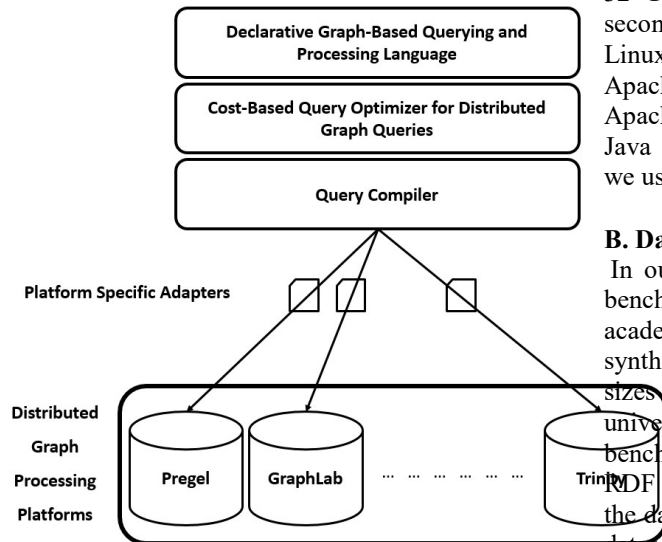 Declarative Graph-Based Querying and
Processing Language
Cost-Based Query Optimizer for Distributed
Graph Queries
Query Compiler
Platform Specific Adapters
Distributed
Graph
Processing
Platforms
Pregel
GraphLab
... ... ... ... ... ...
Trinity
secon
Linux
Apach
Apach
Java
we us
B. Da
In ou
bench
acade
synth
sizes
unive
bench
RDF
the da